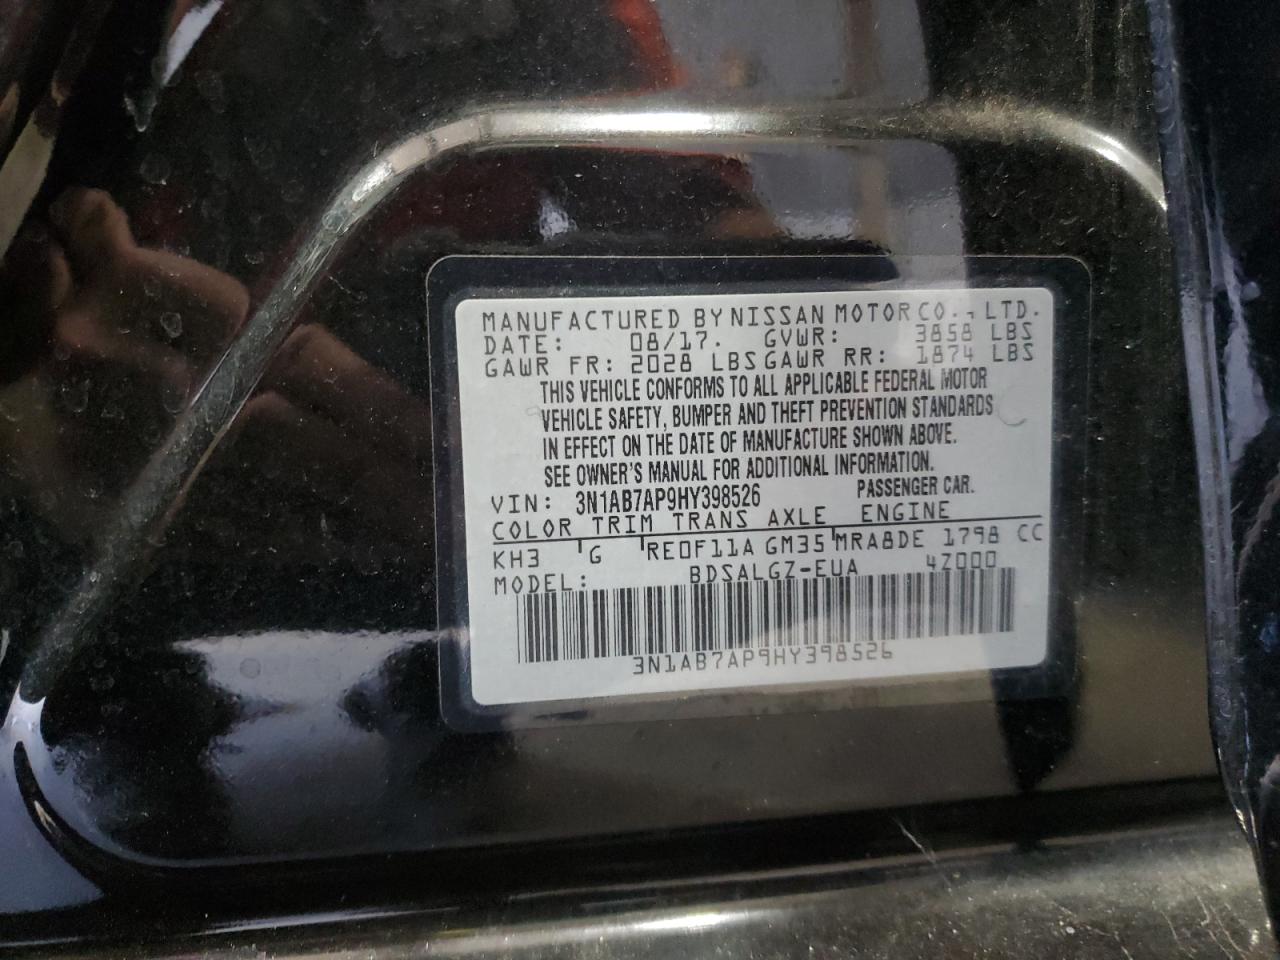 MANUFACTURED BY NISSAN MOTOR CO., LTD.
DATE: 08/17. GVWR: 3858 LBS
GAWR FR: 2028 LBS GAWR RR: 1874 LBS
THIS VEHICLE CONFORMS TO ALL APPLICABLE FEDERAL MOTOR
VEHICLE SAFETY, BUMPER AND THEFT PREVENTION STANDARDS
IN EFFECT ON THE DATE OF MANUFACTURE SHOWN ABOVE.
SEE OWNER'S MANUAL FOR ADDITIONAL INFORMATION.
VIN: 3N1AB7AP9HY398526 PASSENGER CAR.
COLOR TRIM TRANS AXLE ENGINE
KH3 G RE0F11A GM35 MRA8DE 1798 CC
MODEL: BDSALGZ-EUA 4Z000
3N1AB7AP9HY398526